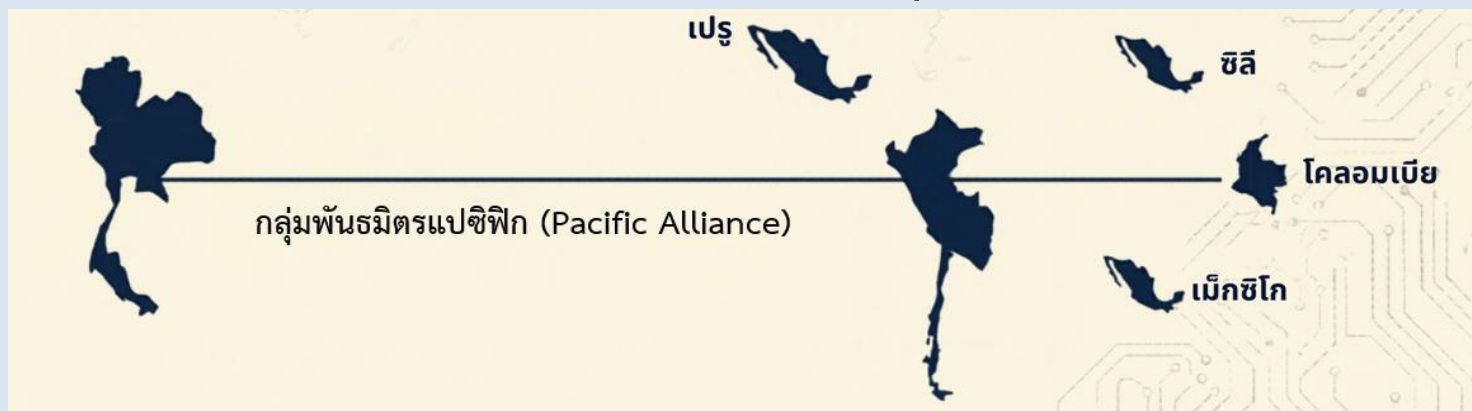 เปรู
ชิลี
โคลอมเบีย
กลุ่มพันธมิตรแปซิฟิก (Pacific Alliance)
เม็กซิโก